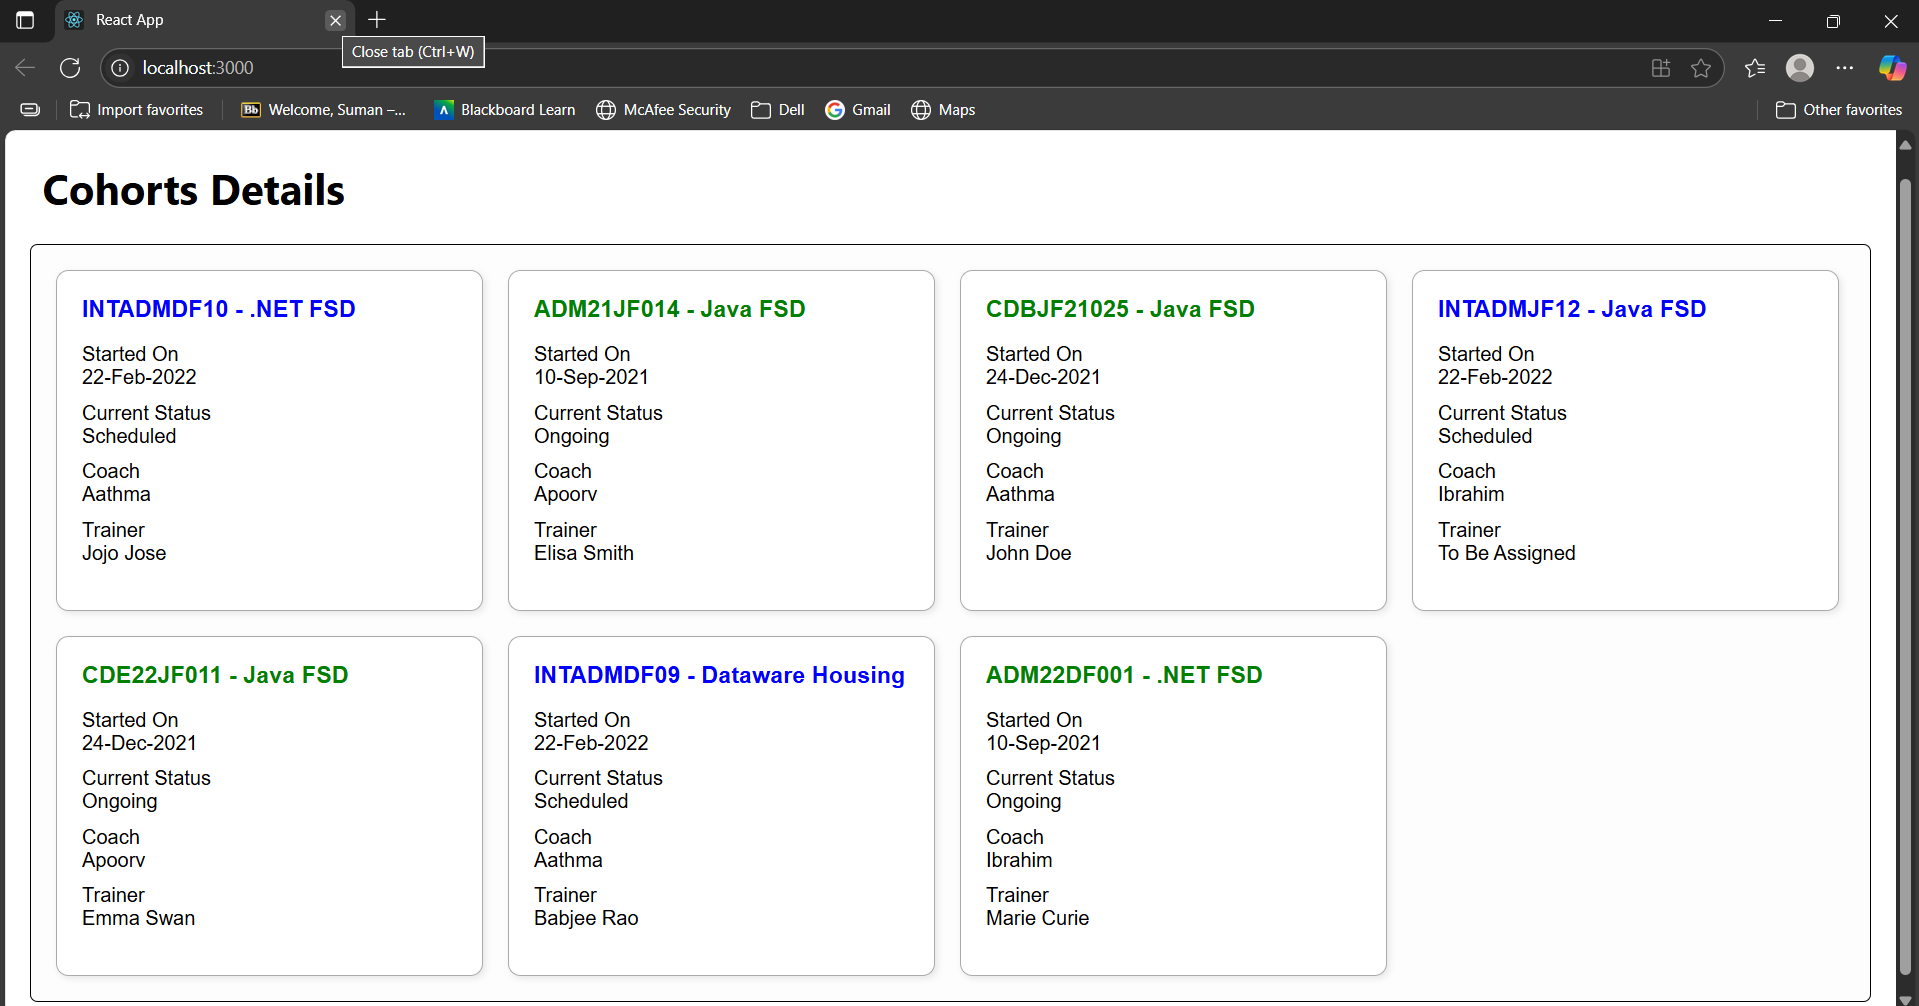 React App
Close tab (Ctrl+W)
localhost:3000
Import favorites
Bb Welcome, Suman –...
Blackboard Learn
McAfee Security
Dell
Gmail
Maps
Other favorites
Cohorts Details
INTADMDF10 - .NET FSD
Started On
22-Feb-2022
Current Status
Scheduled
Coach
Aathma
Trainer
Jojo Jose
ADM21JF014 - Java FSD
Started On
10-Sep-2021
Current Status
Ongoing
Coach
Apoorv
Trainer
Elisa Smith
CDBJF21025 - Java FSD
Started On
24-Dec-2021
Current Status
Ongoing
Coach
Aathma
Trainer
John Doe
INTADMJF12 - Java FSD
Started On
22-Feb-2022
Current Status
Scheduled
Coach
Ibrahim
Trainer
To Be Assigned
CDE22JF011 - Java FSD
Started On
24-Dec-2021
Current Status
Ongoing
Coach
Apoorv
Trainer
Emma Swan
INTADMDF09 - Dataware Housing
Started On
22-Feb-2022
Current Status
Scheduled
Coach
Aathma
Trainer
Babjee Rao
ADM22DF001 - .NET FSD
Started On
10-Sep-2021
Current Status
Ongoing
Coach
Ibrahim
Trainer
Marie Curie